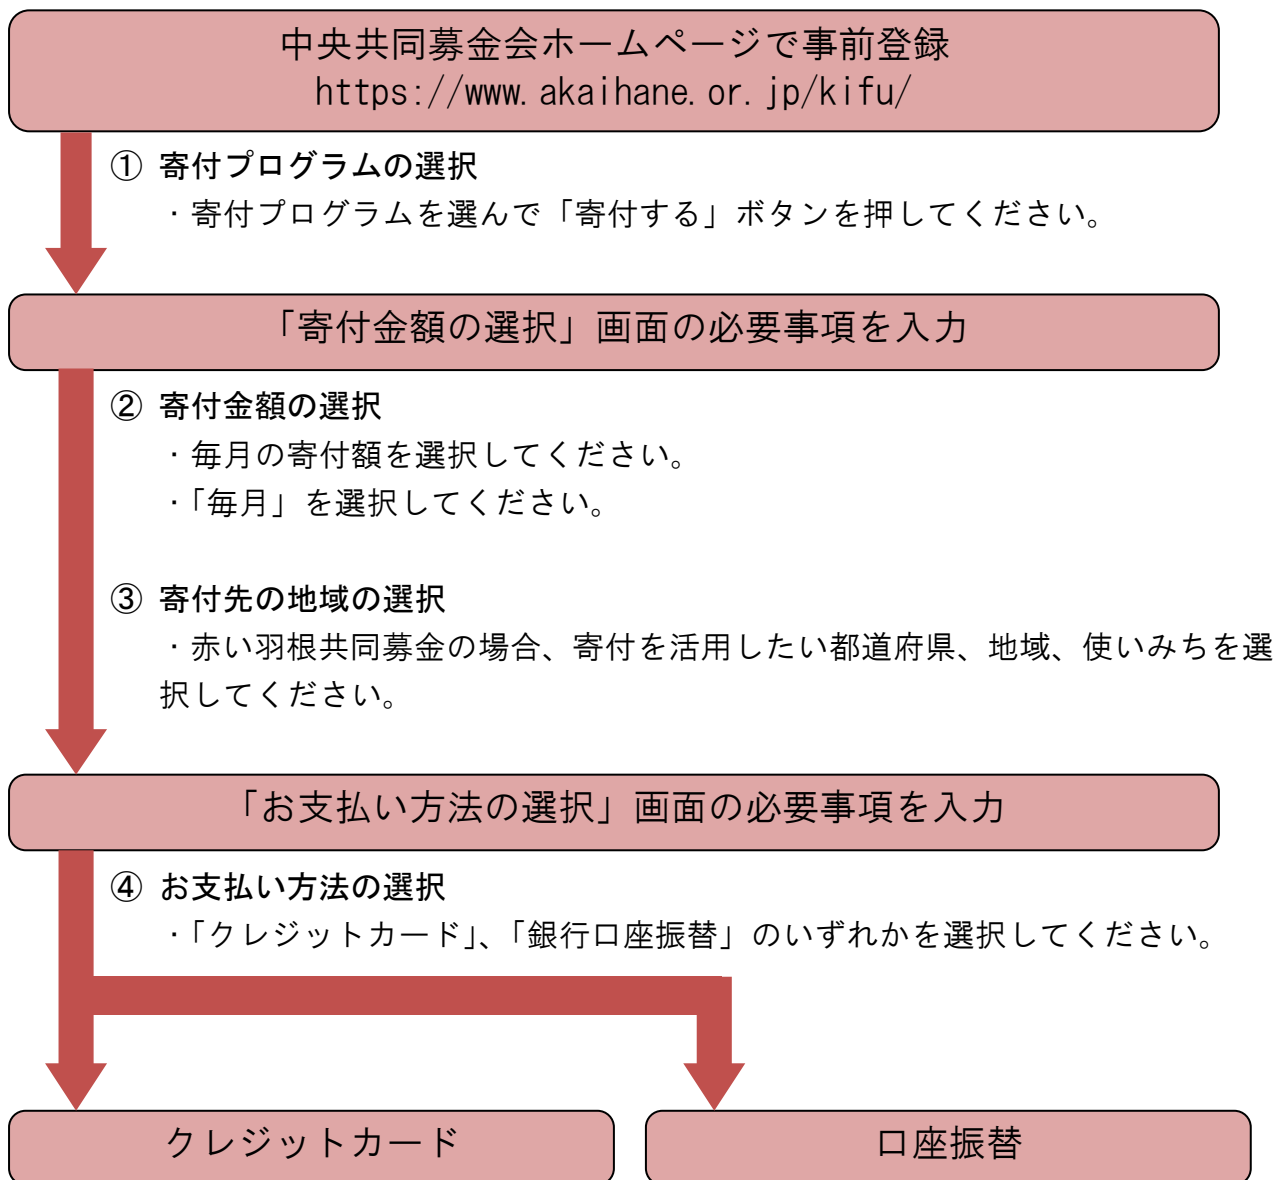 中央共同募金会ホームページで事前登録
https://www.akaihane.or.jp/kifu/
① 寄付プログラムの選択
・寄付プログラムを選んで「寄付する」ボタンを押してください。
「寄付金額の選択」画面の必要事項を入力
② 寄付金額の選択
・毎月の寄付額を選択してください。
・「毎月」を選択してください。
③ 寄付先の地域の選択
・赤い羽根共同募金の場合、寄付を活用したい都道府県、地域、使いみちを選
択してください。
「お支払い方法の選択」画面の必要事項を入力
④ お支払い方法の選択
・「クレジットカード」、「銀行口座振替」のいずれかを選択してください。
クレジットカード
口座振替